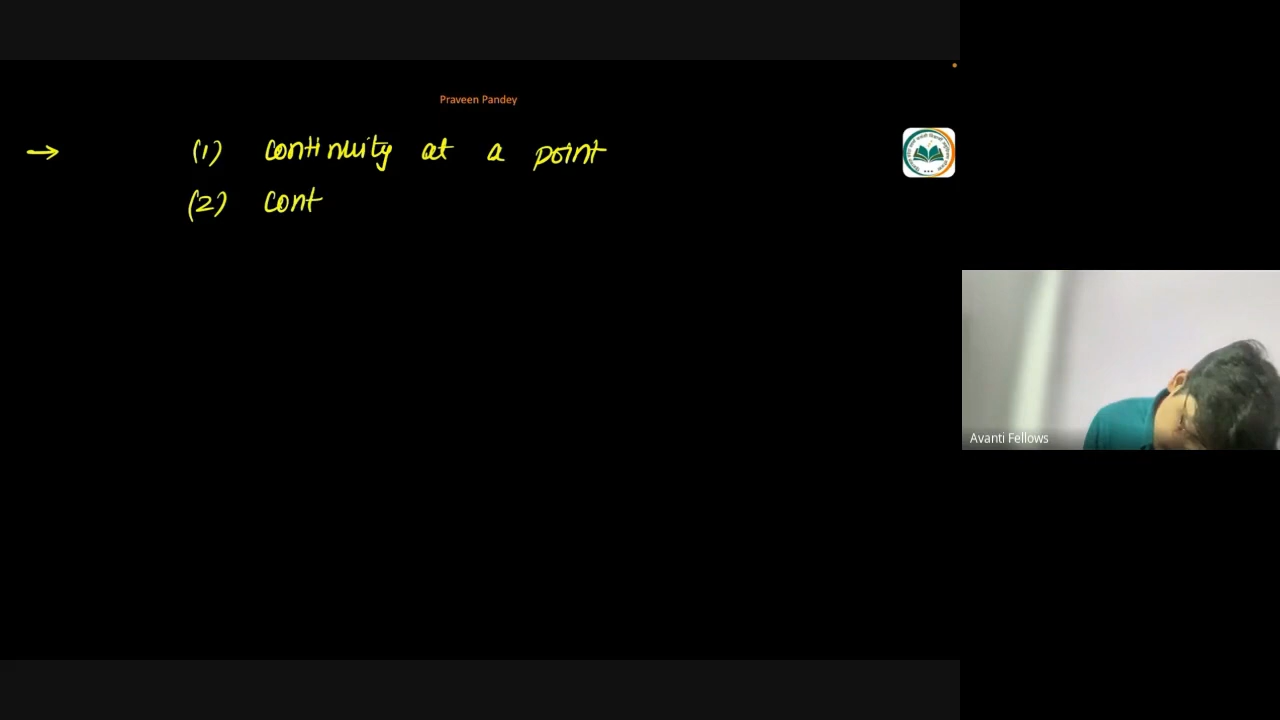 Praveen Pandey
→ (1) continuity at a point
(2) cont
Avanti Fellows